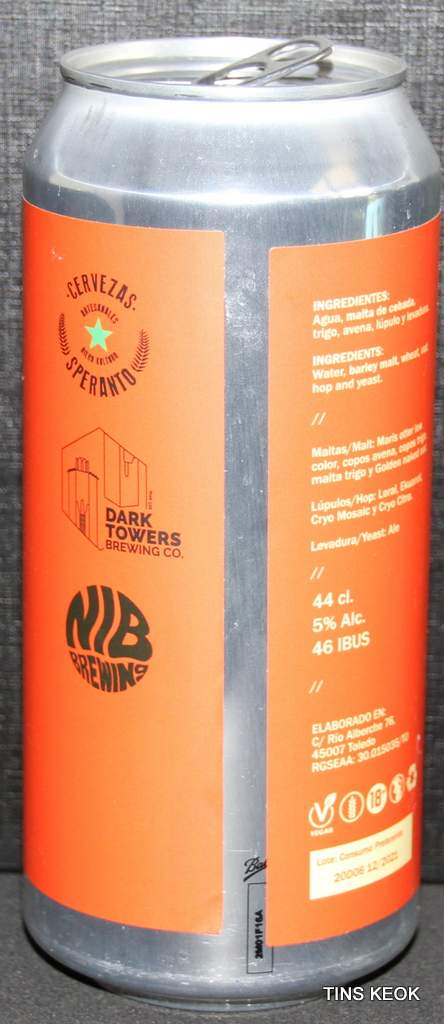 ·CERVEZAS·
ARTESANALES
SPERANTO
DARK
TOWERS
BREWING CO.
NIB
BREWING
INGREDIENTES:
Agua, malta de cebada,
trigo, avena, lúpulo y levadura.
INGREDIENTS:
Water, barley malt, wheat, oat,
hop and yeast.
//
Maltas/Malt: Maris otter low
color, copos avena, copos trigo,
malta trigo y Golden naked oat.
Lúpulos/Hop: Loral, Ekuanot,
Cryo Mosaic y Cryo Citra.
Levadura/Yeast: Ale
//
44 cl.
5% Alc.
46 IBUS
//
ELABORADO EN:
C/ Río Alberche 76.
45007 Toledo
RGSEAA: 30.015035/TO
VEGAN
18+
Lote: Consumo Preferente
20D06 12/2021
Ball
2M01F16A
TINS KEOK